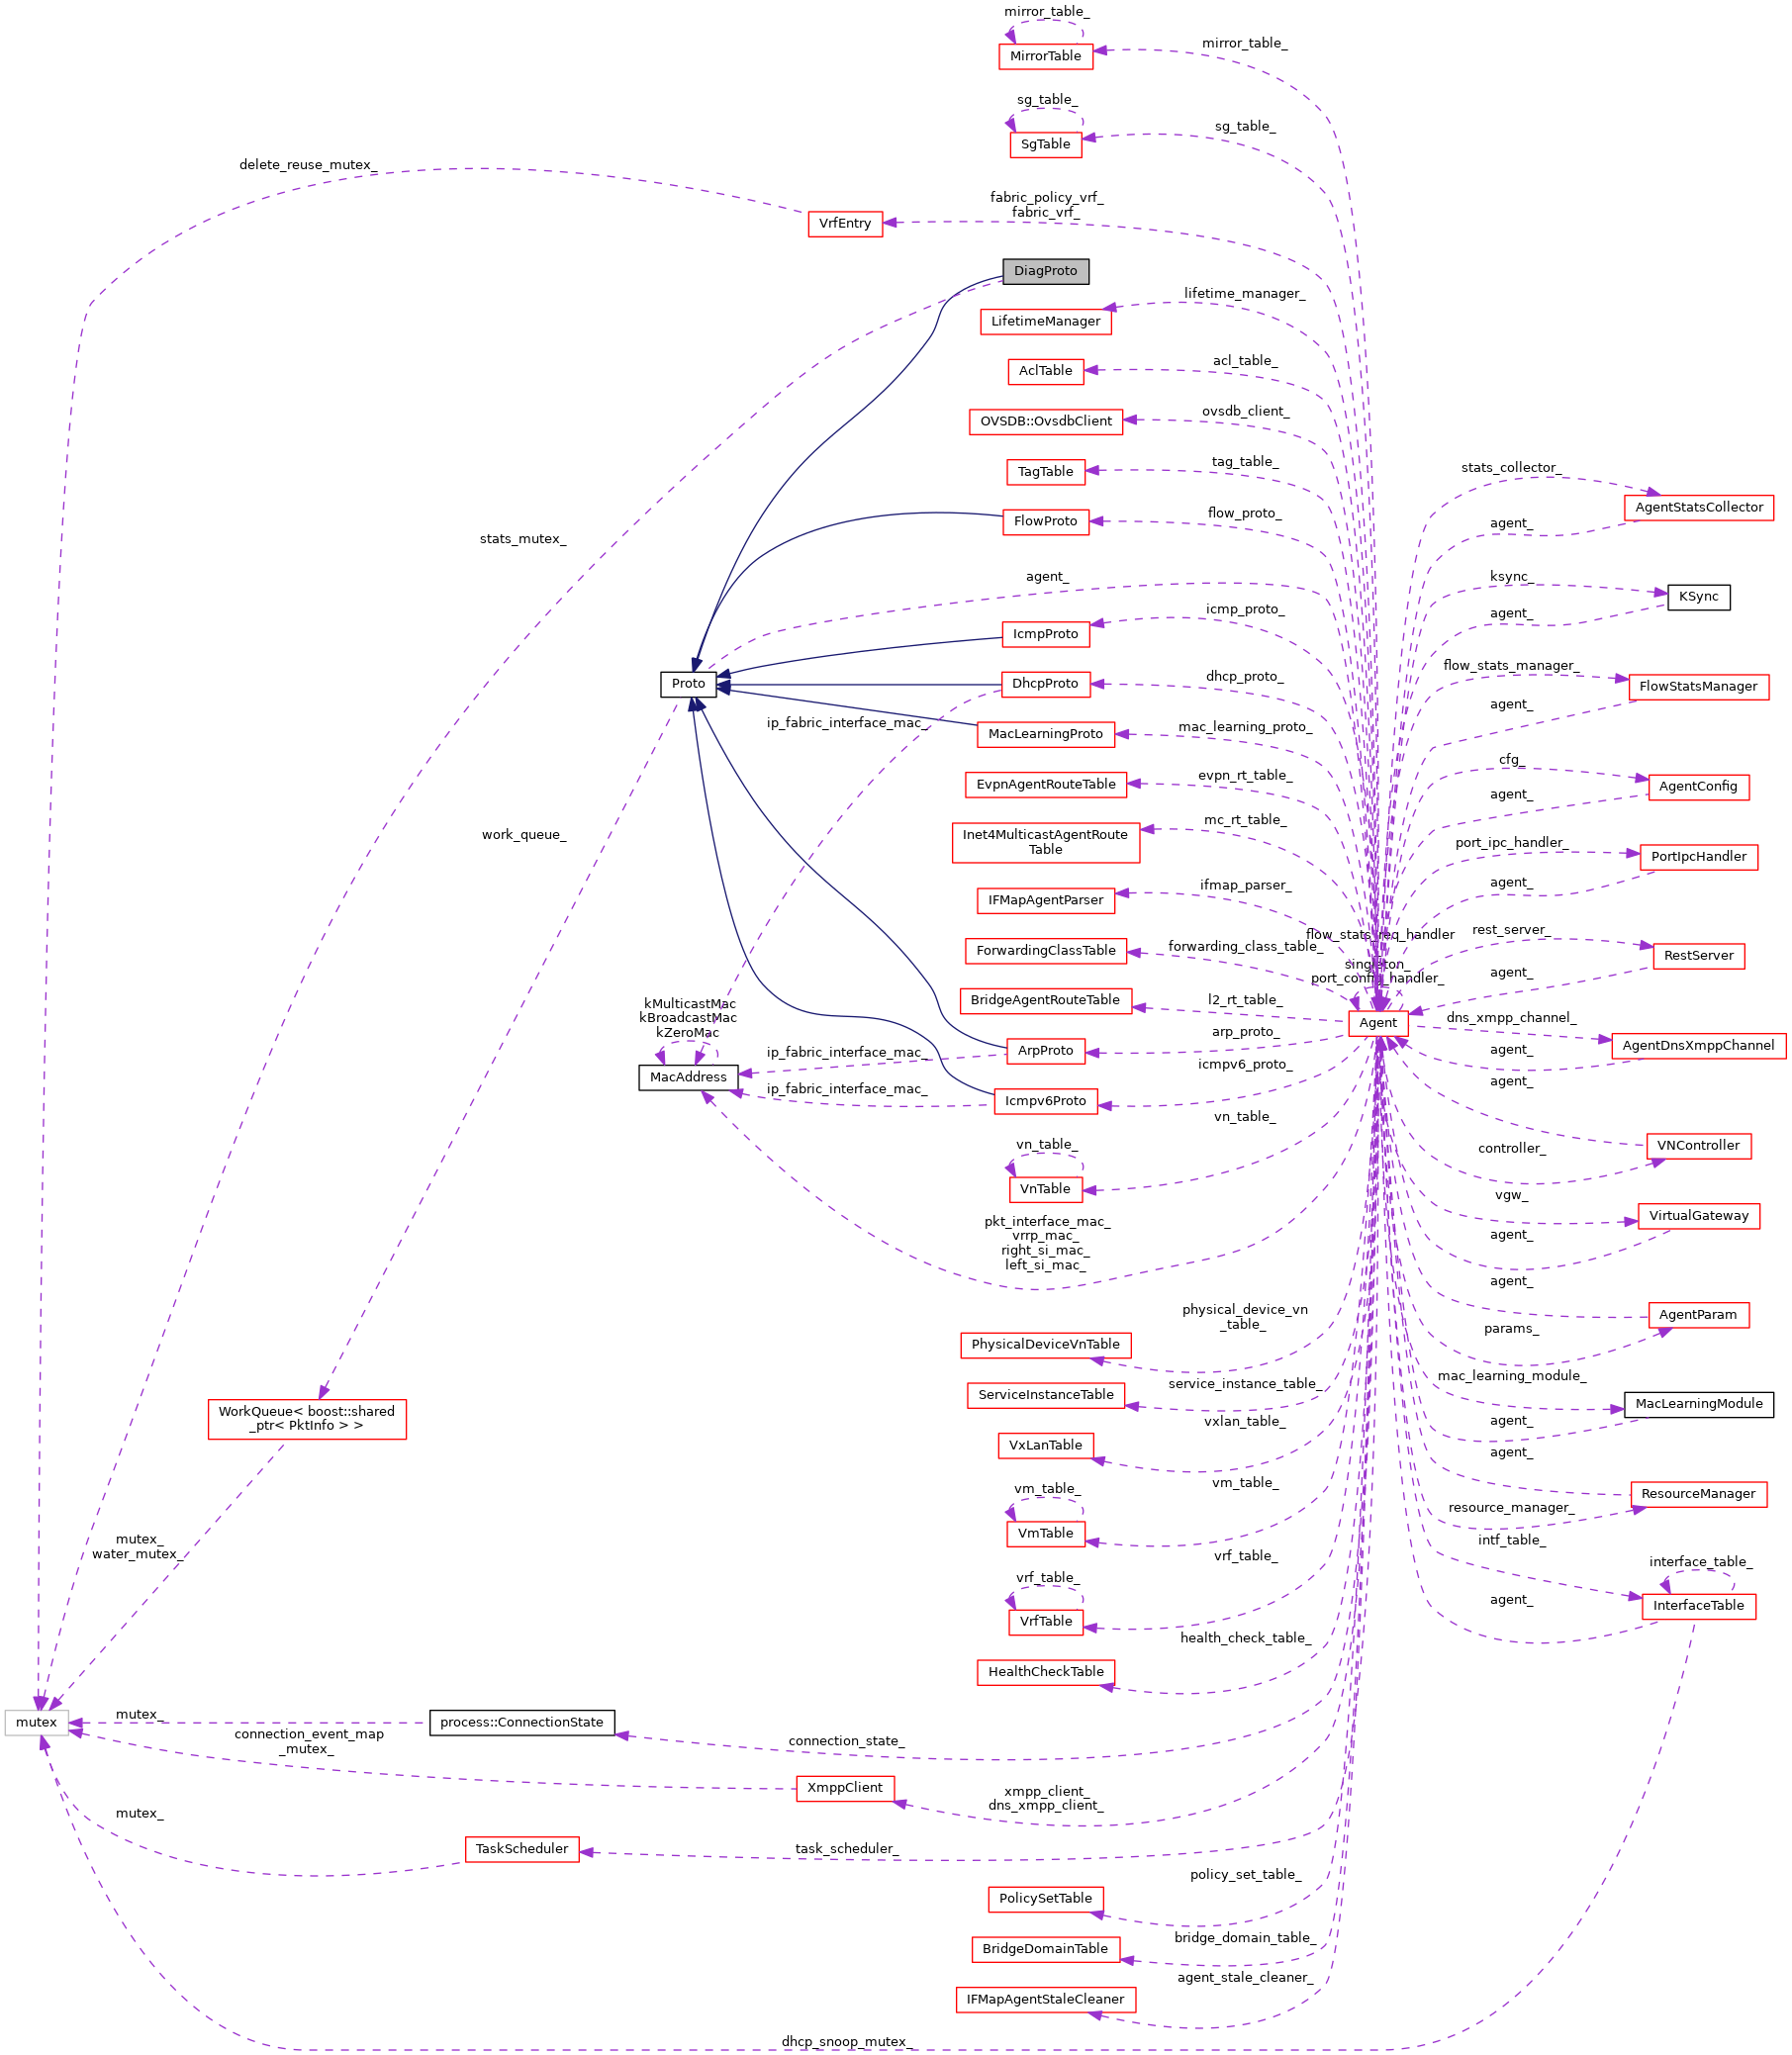 mirror_table_
MirrorTable
mirror_table_
sg_table_
SgTable
sg_table_
delete_reuse_mutex_
VrfEntry
fabric_policy_vrf_
fabric_vrf_
DiagProto
lifetime_manager_
LifetimeManager
acl_table_
AclTable
ovsdb_client_
OVSDB::OvsdbClient
tag_table_
TagTable
stats_collector_
AgentStatsCollector
agent_
flow_proto_
FlowProto
stats_mutex_
agent_
ksync_
KSync
agent_
icmp_proto_
IcmpProto
flow_stats_manager_
FlowStatsManager
agent_
Proto
dhcp_proto_
DhcpProto
ip_fabric_interface_mac_
mac_learning_proto_
MacLearningProto
cfg_
AgentConfig
agent_
evpn_rt_table_
EvpnAgentRouteTable
work_queue_
mc_rt_table_
Inet4MulticastAgentRoute
Table
port_ipc_handler_
PortIpcHandler
agent_
ifmap_parser_
IFMapAgentParser
flow_stats_req_handler
singleton_
port_config_handler_
rest_server_
RestServer
agent_
forwarding_class_table_
ForwardingClassTable
l2_rt_table_
BridgeAgentRouteTable
Agent
kMulticastMac
kBroadcastMac
kZeroMac
MacAddress
arp_proto_
ArpProto
ip_fabric_interface_mac_
dns_xmpp_channel_
AgentDnsXmppChannel
agent_
icmpv6_proto_
Icmpv6Proto
ip_fabric_interface_mac_
agent_
VNController
controller_
vn_table_
vn_table_
VnTable
vgw_
VirtualGateway
agent_
pkt_interface_mac_
vrrp_mac_
right_si_mac_
left_si_mac_
agent_
AgentParam
params_
physical_device_vn
_table_
PhysicalDeviceVnTable
service_instance_table_
ServiceInstanceTable
mac_learning_module_
MacLearningModule
agent_
WorkQueue< boost::shared
_ptr< PktInfo > >
vxlan_table_
VxLanTable
agent_
ResourceManager
resource_manager_
vm_table_
vm_table_
VmTable
mutex_
water_mutex_
intf_table_
interface_table_
InterfaceTable
agent_
vrf_table_
vrf_table_
VrfTable
health_check_table_
HealthCheckTable
mutex
mutex_
process::ConnectionState
connection_state_
connection_event_map
_mutex_
XmppClient
xmpp_client_
dns_xmpp_client_
mutex_
TaskScheduler
task_scheduler_
policy_set_table_
PolicySetTable
bridge_domain_table_
BridgeDomainTable
agent_stale_cleaner_
IFMapAgentStaleCleaner
dhcp_snoop_mutex_